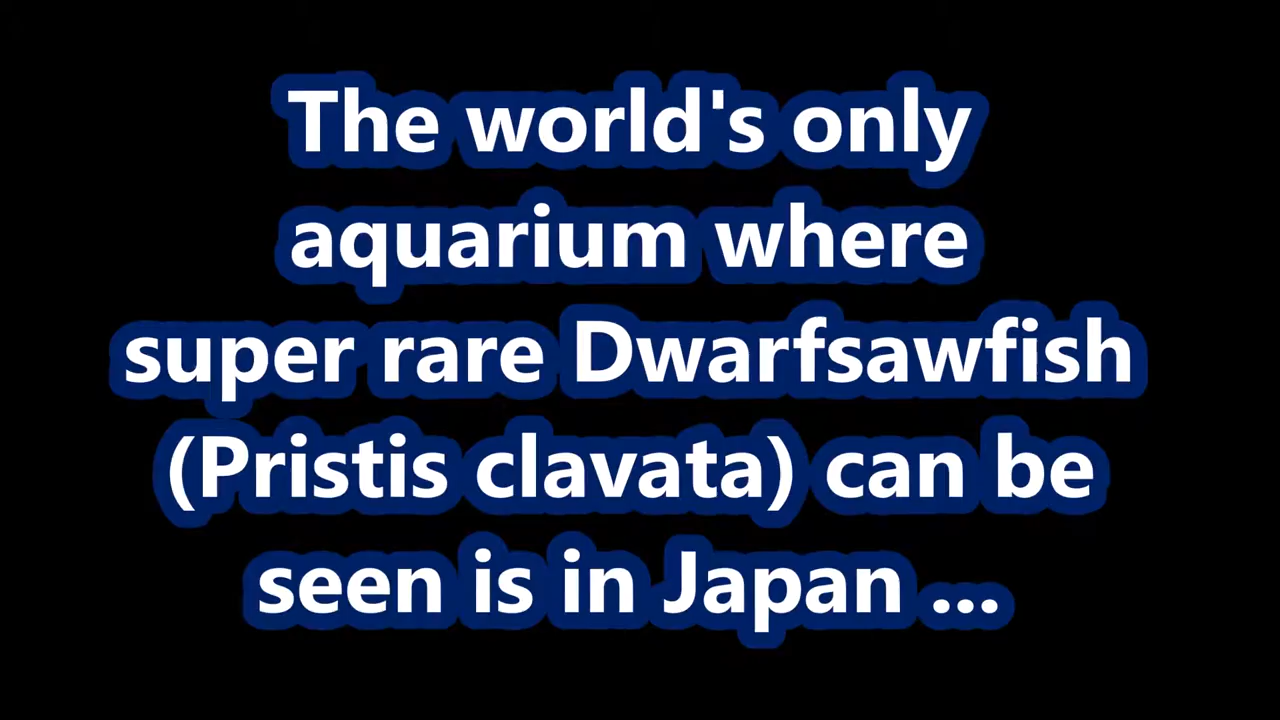 The world's only
aquarium where
super rare Dwarfsawfish
(Pristis clavata) can be
seen is in Japan ...